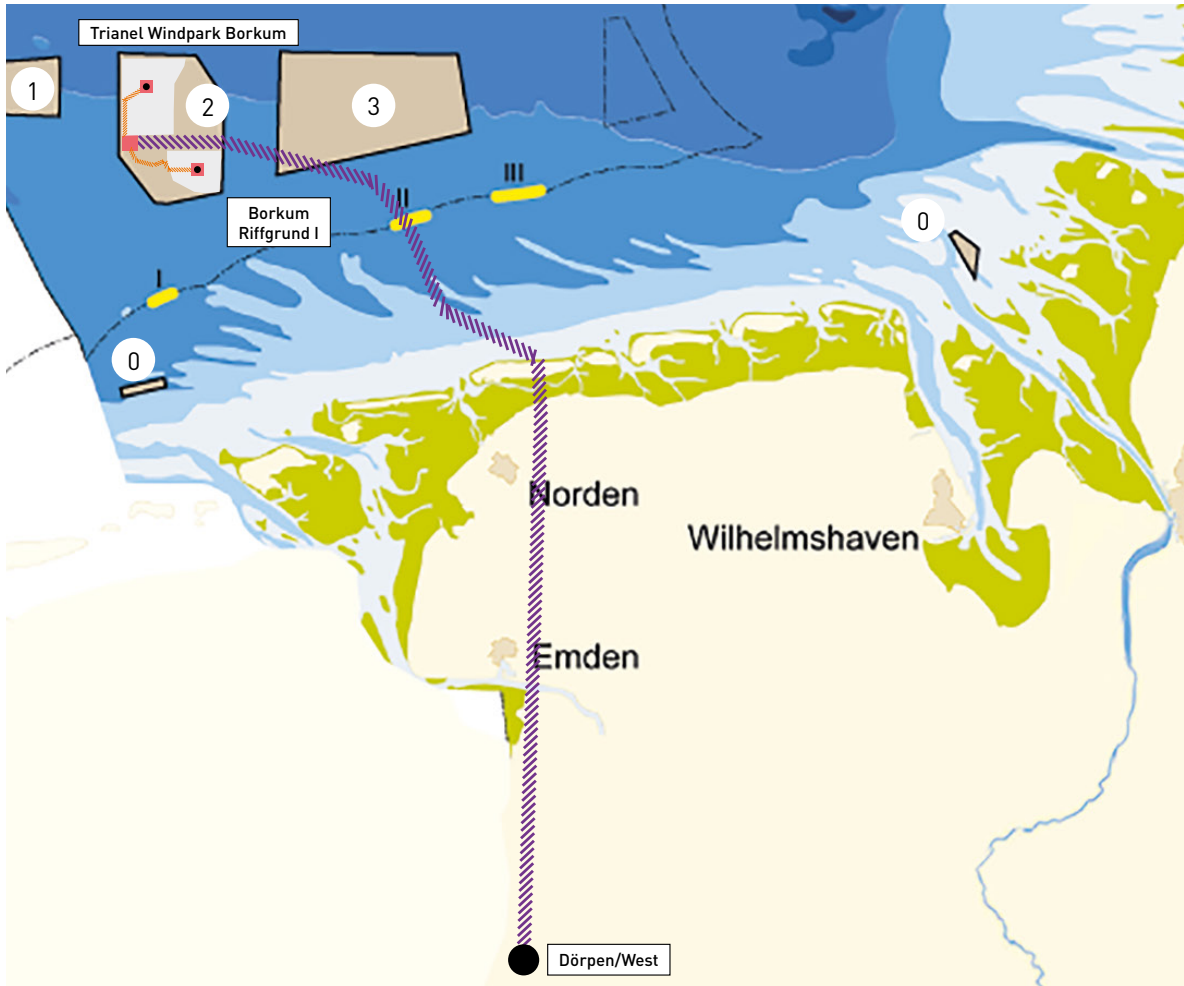 Trianel Windpark Borkum
1
2
3
III
II
Borkum
Riffgrund I
0
I
0
Norden
Wilhelmshaven
Emden
Dörpen/West